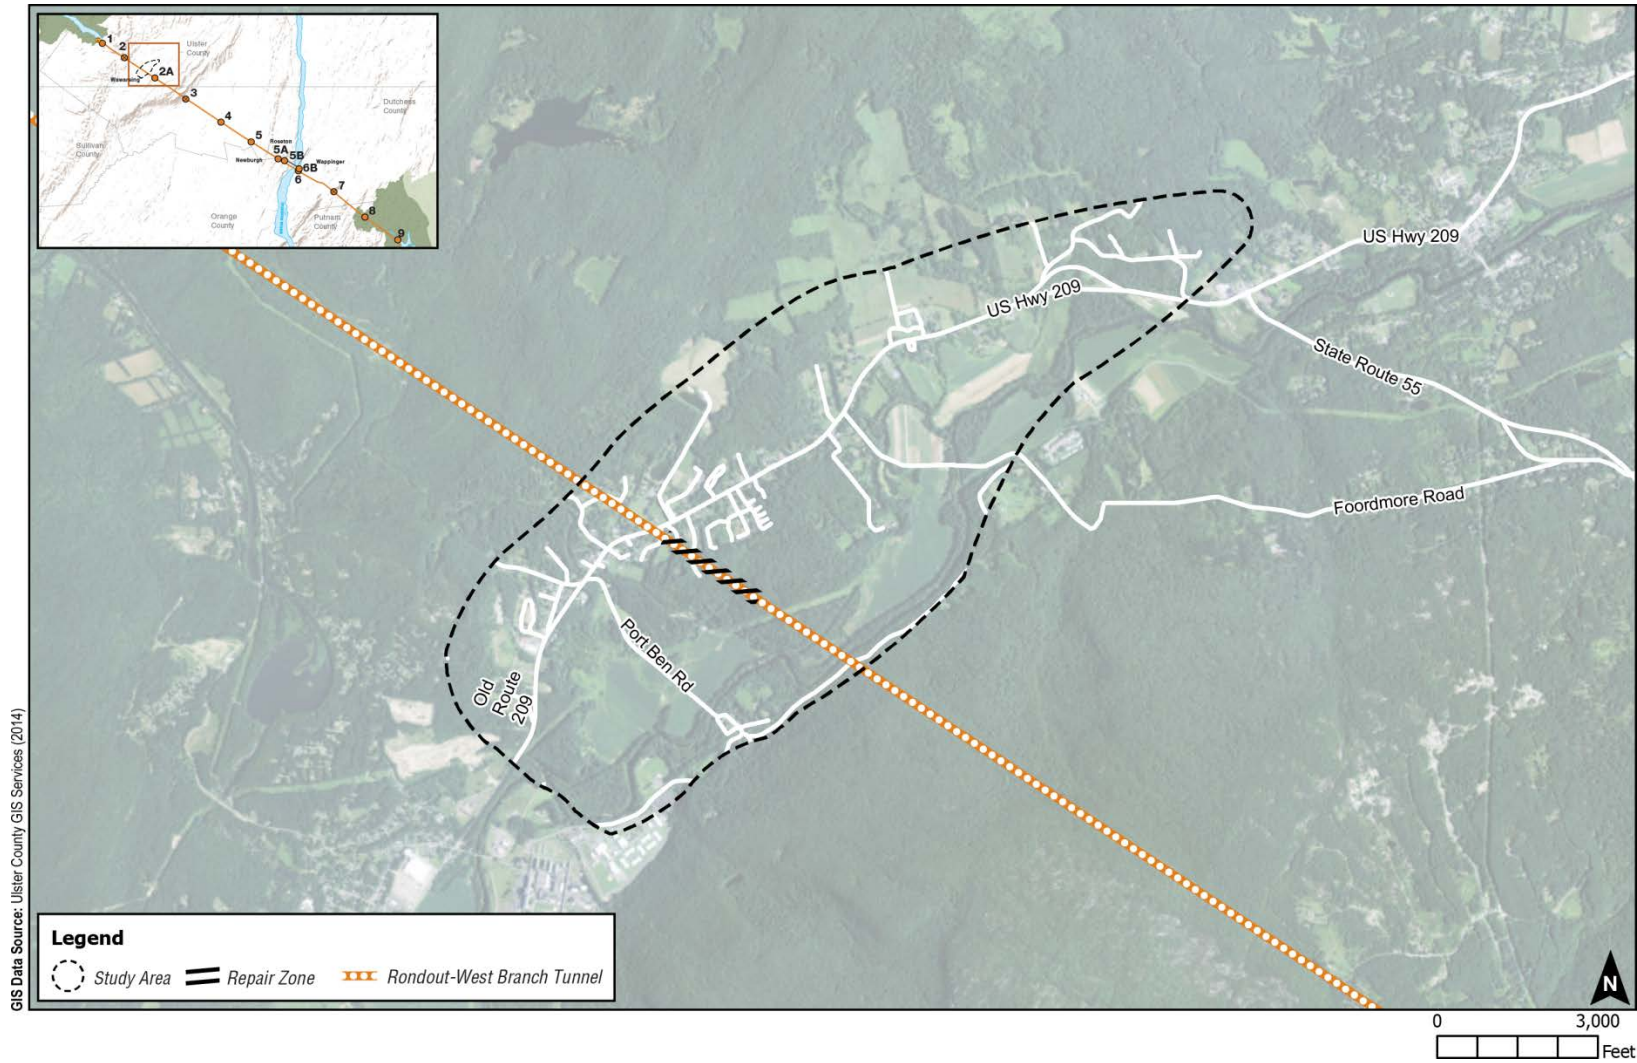 1
2
Ulster
County
2A
Wawarsing
3
Dutchess
County
4
Sullivan
County
5
Roseton
5A
5B
Newburgh
Wappinger
6B
6
7
Orange
County
Putnam
County
8
9
US Hwy 209
US Hwy 209
State Route 55
Foordmore Road
Port Ben Rd
Old
Route
209
GIS Data Source: Ulster County GIS Services (2014)
Legend
Study Area
Repair Zone
Rondout-West Branch Tunnel
N
0 3,000
Feet